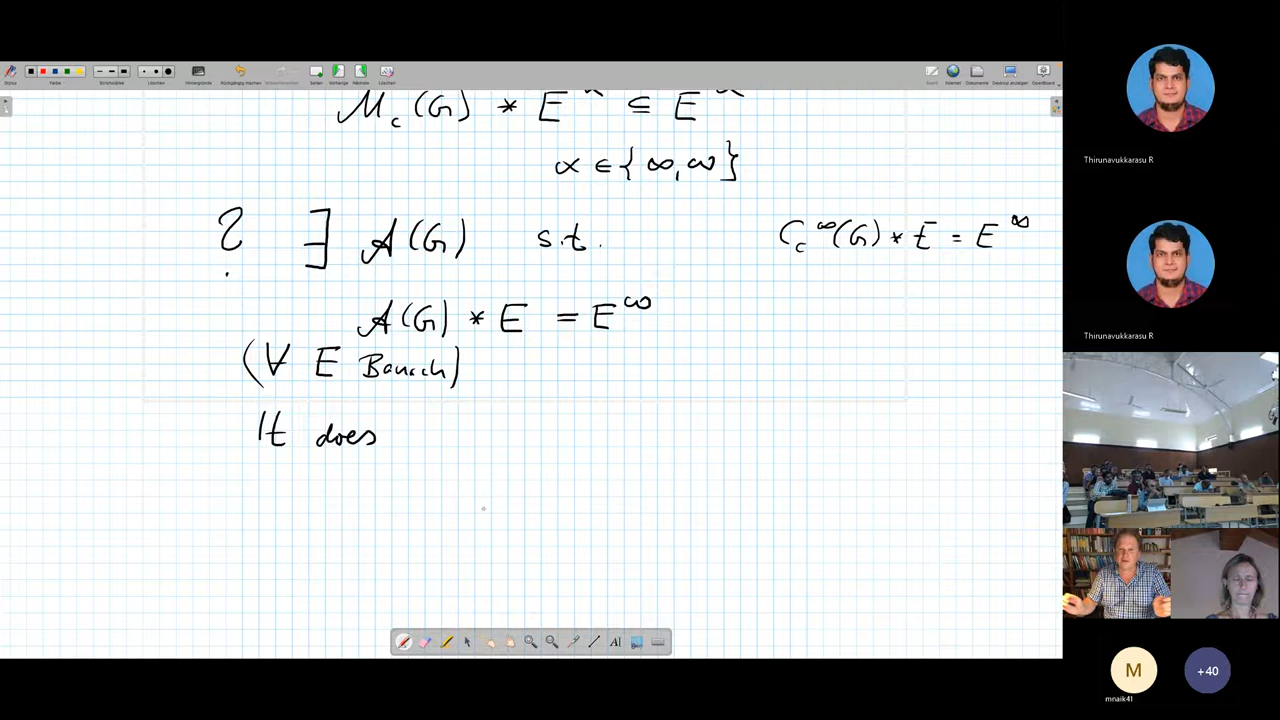 M_c(G) * E^α ⊆ E^α
α ∈ {∞, ω}
? ∃ A(G) s.t. C_c^∞(G) * E = E^∞
A(G) * E = E^ω
(∀ E Banach)
It does
Thirunavukkarasu R
Thirunavukkarasu R
M
+40
mnaik41